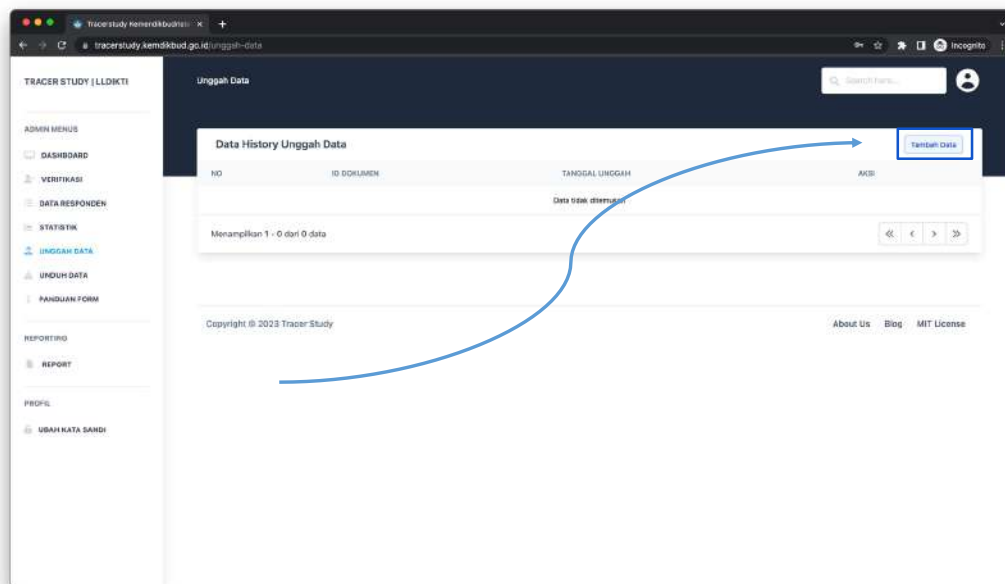 Tracerstudy Kemendikbudristek
tracerstudy.kemdikbud.go.id/unggah-data
Incognito
TRACER STUDY | LLDIKTI
Unggah Data
Search here...
ADMIN MENUS
DASHBOARD
VERIFIKASI
DATA RESPONDEN
STATISTIK
UNGGAH DATA
UNDUH DATA
PANDUAN FORM
REPORTING
REPORT
PROFIL
UBAH KATA SANDI
Data History Unggah Data
Tambah Data
NO ID DOKUMEN TANGGAL UNGGAH AKSI
Data tidak ditemukan
Menampilkan 1 - 0 dari 0 data
Copyright © 2023 Tracer Study
About Us Blog MIT License